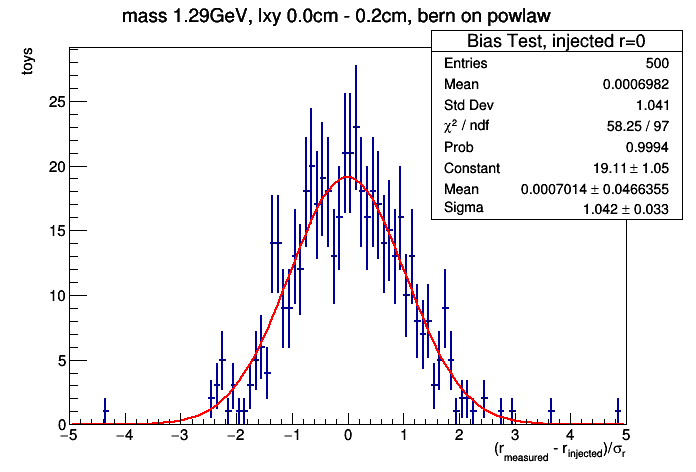 mass 1.29GeV, lxy 0.0cm - 0.2cm, bern on powlaw
Bias Test, injected r=0
Entries 500
Mean 0.0006982
Std Dev 1.041
χ² / ndf 58.25 / 97
Prob 0.9994
Constant 19.11 ± 1.05
Mean 0.0007014 ± 0.0466355
Sigma 1.042 ± 0.033
toys
25
20
15
10
5
0
−5 −4 −3 −2 −1 0 1 2 3 4 5
(r_measured - r_injected)/σ_r